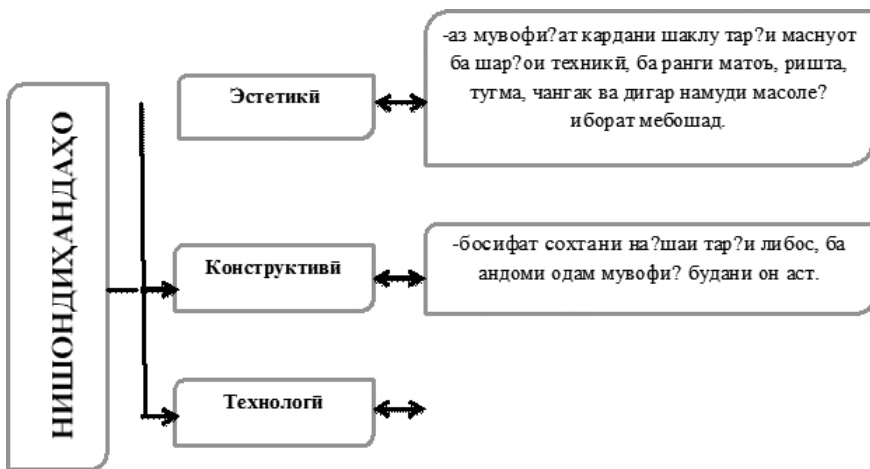 НИШОНДИҲАНДАҲО
Эстетикӣ
-аз мувофи?ат кардани шаклу тар?и маснуот
ба шар?ои техникӣ, ба ранги матоъ, ришта,
тугма, чангак ва дигар намуди масоле?
иборат мебошад.
Конструктивӣ
-босифат сохтани на?шаи тар?и либос, ба
андоми одам мувофи? будани он аст.
Технологӣ